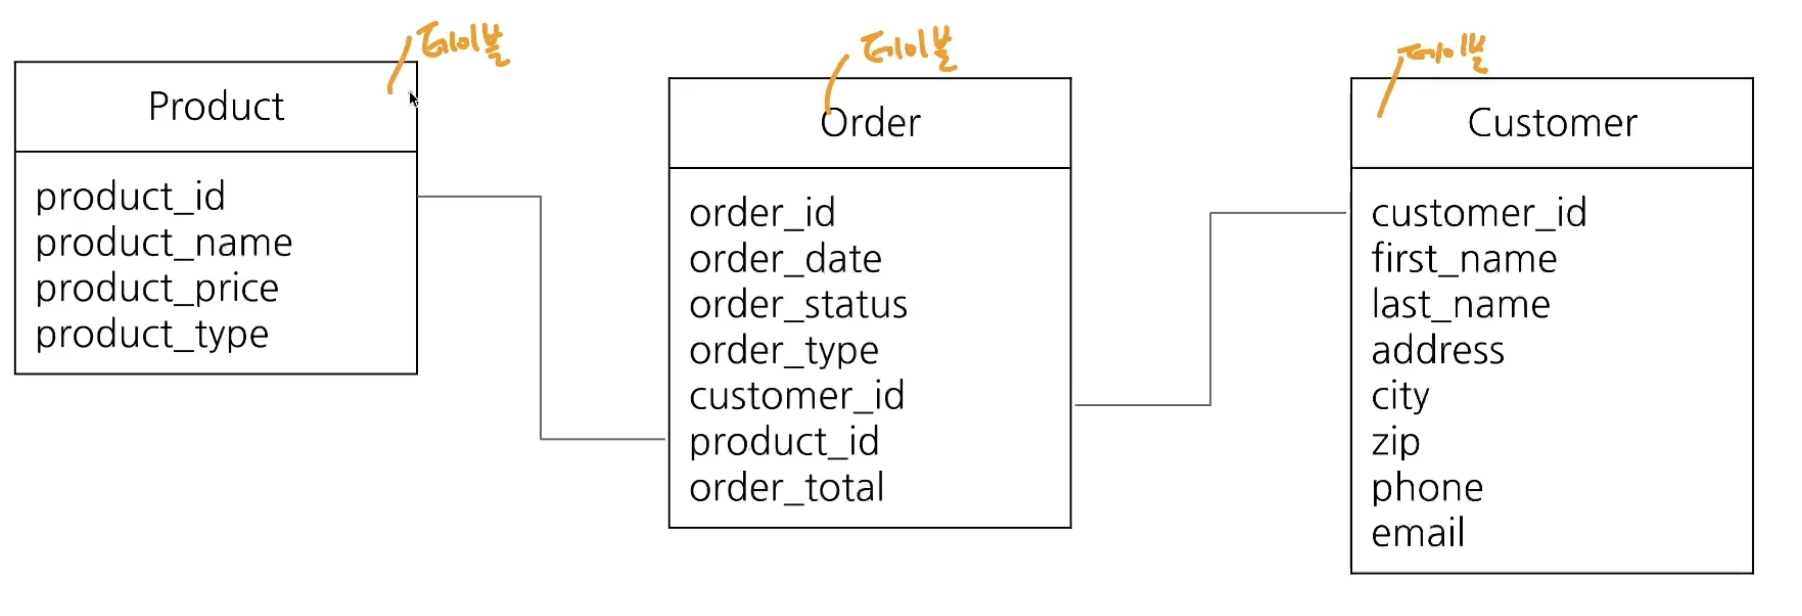 테이블
Product
product_id
product_name
product_price
product_type
테이블
Order
order_id
order_date
order_status
order_type
customer_id
product_id
order_total
테이블
Customer
customer_id
first_name
last_name
address
city
zip
phone
email